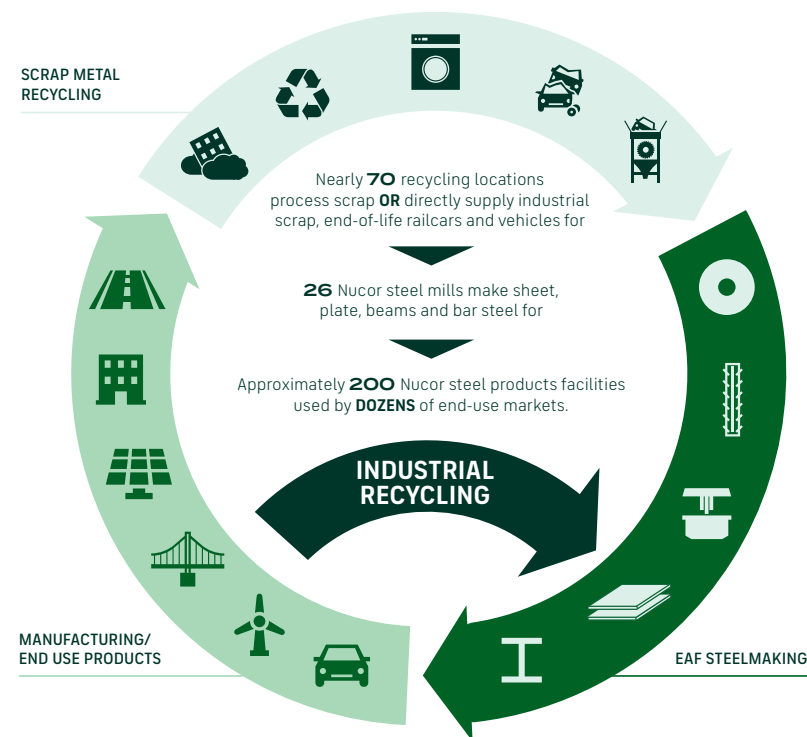 SCRAP METAL
RECYCLING
Nearly 70 recycling locations
process scrap OR directly supply industrial
scrap, end-of-life railcars and vehicles for
26 Nucor steel mills make sheet,
plate, beams and bar steel for
Approximately 200 Nucor steel products facilities
used by DOZENS of end-use markets.
INDUSTRIAL
RECYCLING
MANUFACTURING/
END USE PRODUCTS
EAF STEELMAKING